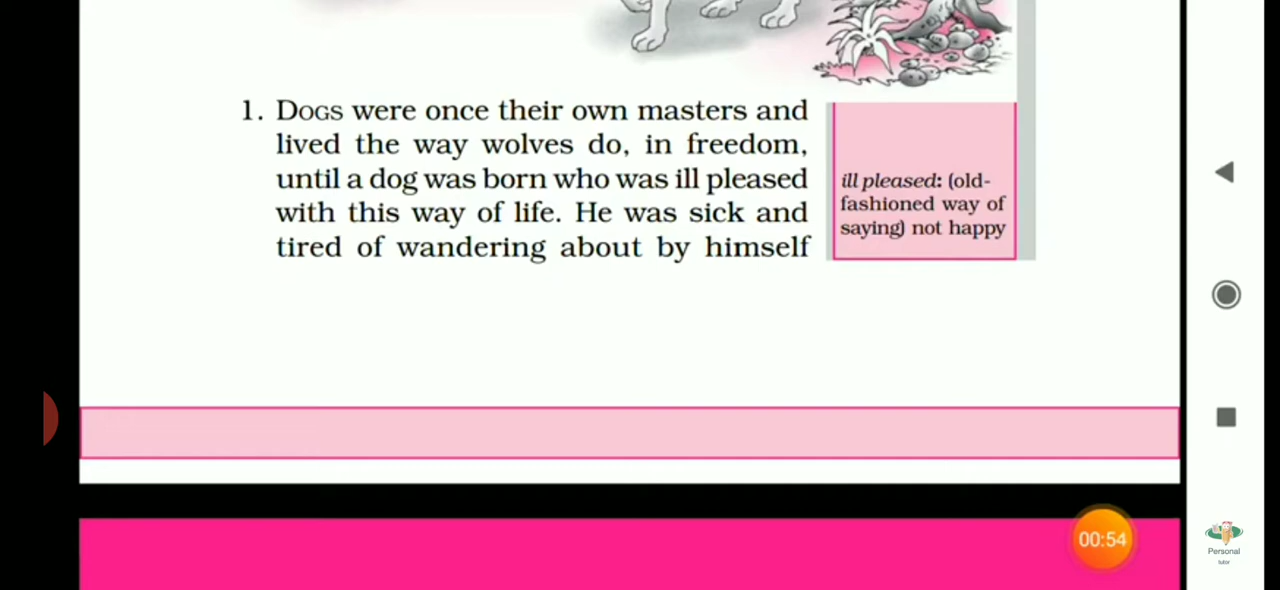 1. DOGS were once their own masters and
lived the way wolves do, in freedom,
until a dog was born who was ill pleased
with this way of life. He was sick and
tired of wandering about by himself
ill pleased: (old-
fashioned way of
saying) not happy
00:54
Personal
tutor